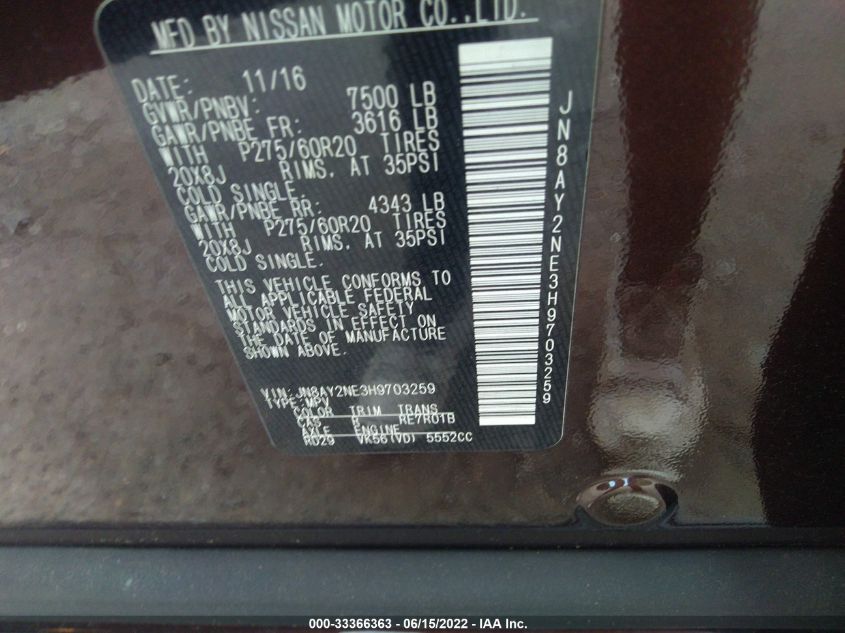 MFD BY NISSAN MOTOR CO.,LTD.
DATE: 11/16
GVWR/PNBV: 7500 LB
GAWR/PNBE FR: 3616 LB
WITH P275/60R20 TIRES
20X8J RIMS. AT 35PSI
COLD SINGLE.
GAWR/PNBE RR: 4343 LB
WITH P275/60R20 TIRES
20X8J RIMS. AT 35PSI
COLD SINGLE.
THIS VEHICLE CONFORMS TO
ALL APPLICABLE FEDERAL
MOTOR VEHICLE SAFETY
STANDARDS IN EFFECT ON
THE DATE OF MANUFACTURE
SHOWN ABOVE.
VIN:JN8AY2NE3H9703259
TYPE:MPV
COLOR TRIM TRANS
RE7R01B
AXLE ENGINE
RD29 VK56(VD) 5552CC
JN8AY2NE3H9703259
000-33366363 - 06/15/2022 - IAA Inc.